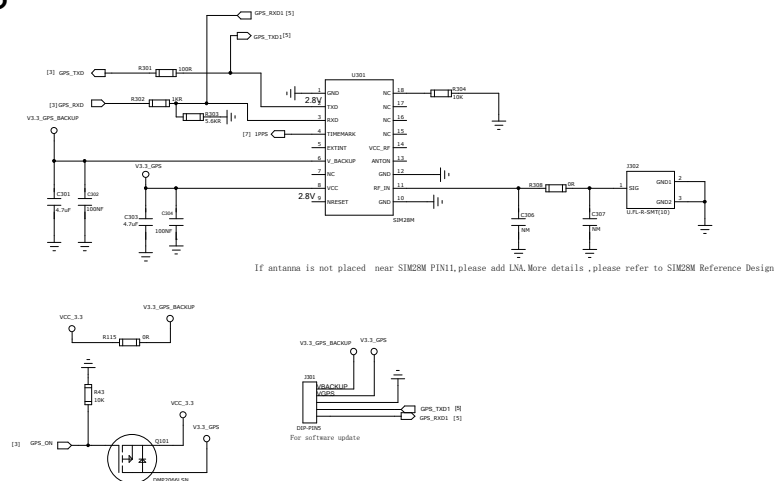 GPS_RXD1 [5]
GPS_TXD1 [5]
[3] GPS_TXD
R301
100R
U301
[3]GPS_RXD
R302
1KR
R303
5.6KR
2.8V
1 GND
TXD
3 RXD
4 TIMEMARK
5 EXTINT
6 V_BACKUP
7 NC
8 VCC
9 NRESET
2.8V
NC 18
NC 17
NC 16
NC 15
VCC_RF 14
ANTON 13
GND 12
RF_IN 11
GND 10
SIM28M
R304
10K
[7] 1PPS
V3.3_GPS_BACKUP
V3.3_GPS
C301
4.7uF
C302
100NF
C303
4.7uF
C304
100NF
R308
0R
C306
NM
C307
NM
J302
1 SIG
GND1 2
GND2 3
U.FL-R-SMT(10)
If antanna is not placed near SIM28M PIN11,please add LNA.More details ,please refer to SIM28M Reference Design
VCC_3.3
V3.3_GPS_BACKUP
R115
0R
R43
10K
VCC_3.3
V3.3_GPS
[3] GPS_ON
Q101
DMP2066LSN
V3.3_GPS_BACKUP
V3.3_GPS
J301
VBACKUP
VGPS
GPS_TXD1 [5]
GPS_RXD1 [5]
DIP-PIN5
For software update